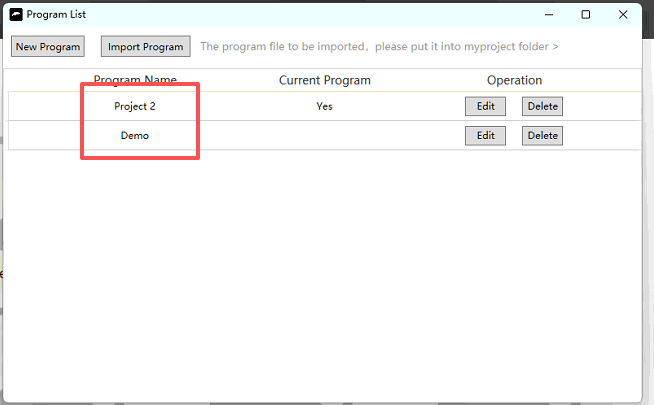 Program List
New Program Import Program The program file to be imported, please put it into myproject folder >
Program Name Current Program Operation
Project 2 Yes Edit Delete
Demo Edit Delete